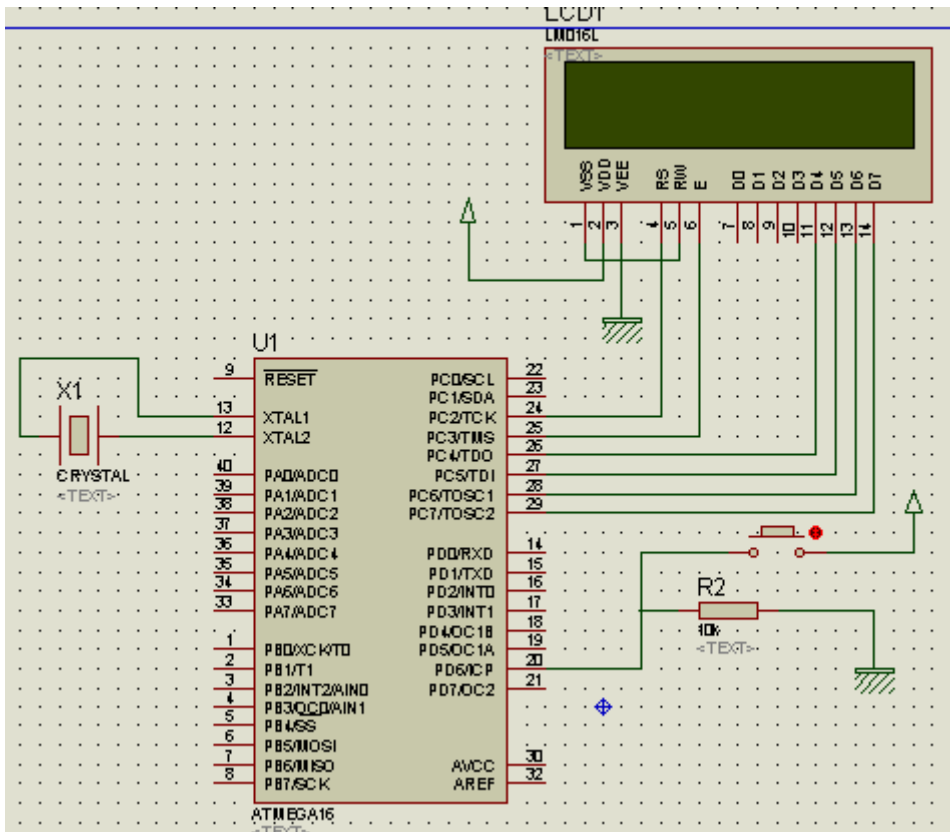 LCD1
LM016L
<TEXT>
VSS
VDD
VEE
RS
RW
E
D0
D1
D2
D3
D4
D5
D6
D7
1
2
3
4
5
6
7
8
9
10
11
12
13
14
U1
X1
CRYSTAL
<TEXT>
9 RESET PC0/SCL 22
PC1/SDA 23
13 XTAL1 PC2/TCK 24
12 XTAL2 PC3/TMS 25
PC4/TDO 26
40 PA0/ADC0 PC5/TDI 27
39 PA1/ADC1 PC6/TOSC1 28
38 PA2/ADC2 PC7/TOSC2 29
37 PA3/ADC3
36 PA4/ADC4 PD0/RXD 14
35 PA5/ADC5 PD1/TXD 15
34 PA6/ADC6 PD2/INT0 16
33 PA7/ADC7 PD3/INT1 17
PD4/OC1B 18
1 PB0/XCK/T0 PD5/OC1A 19
2 PB1/T1 PD6/ICP 20
3 PB2/INT2/AIN0 PD7/OC2 21
4 PB3/OC0/AIN1
5 PB4/SS
6 PB5/MOSI
7 PB6/MISO AVCC 30
8 PB7/SCK AREF 32
ATMEGA16
<TEXT>
R2
10k
<TEXT>